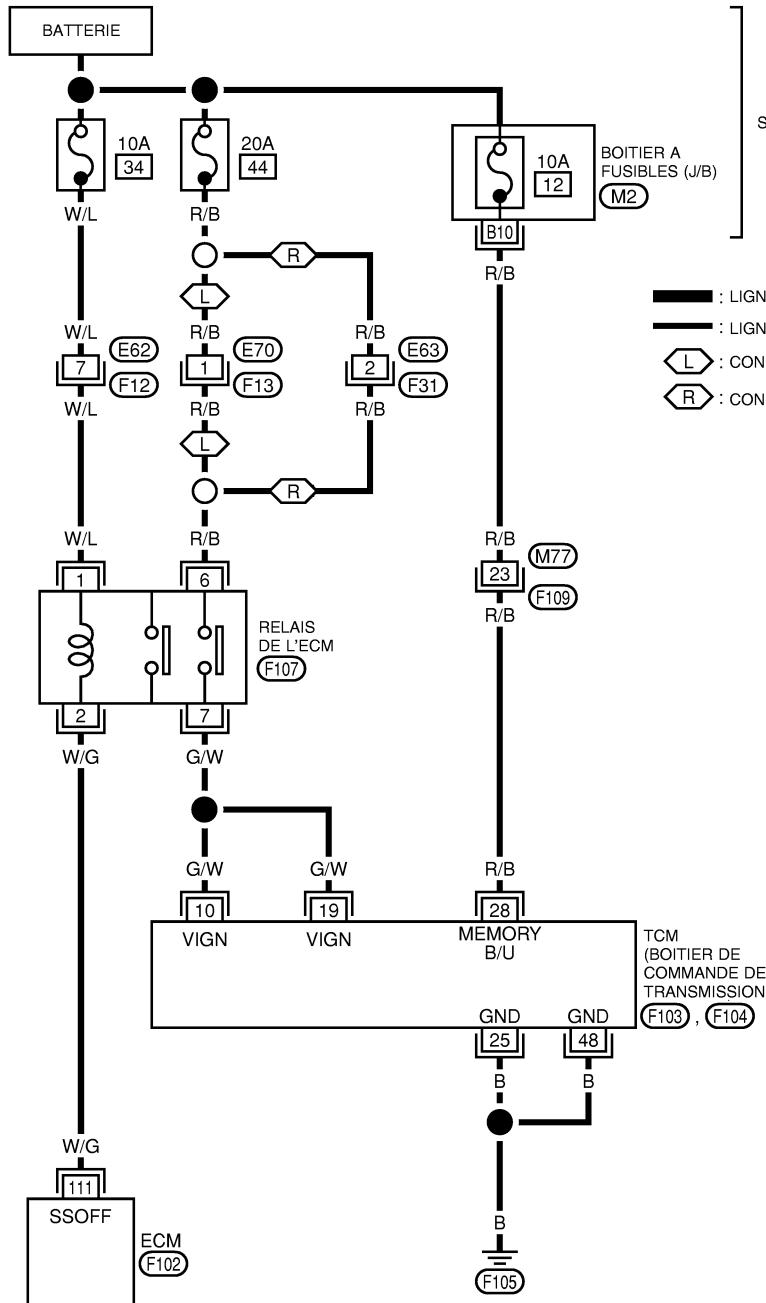 BATTERIE
S
10A
34
20A
44
10A
12
BOITIER A
FUSIBLES (J/B)
M2
W/L
R/B
B10
R/B
R
L
: LIGN
: LIGN
L : CON
R : CON
W/L
R/B
R/B
7
E62
F12
1
E70
F13
2
E63
F31
W/L
R/B
R/B
L
R
W/L
R/B
R/B
23
M77
F109
R/B
1
6
RELAIS
DE L'ECM
F107
2
7
W/G
G/W
G/W
G/W
R/B
10
19
28
VIGN
VIGN
MEMORY
B/U
TCM
(BOITIER DE
COMMANDE DE
TRANSMISSION
F103 , F104
GND
GND
25
48
B
B
W/G
111
SSOFF
ECM
F102
B
F105